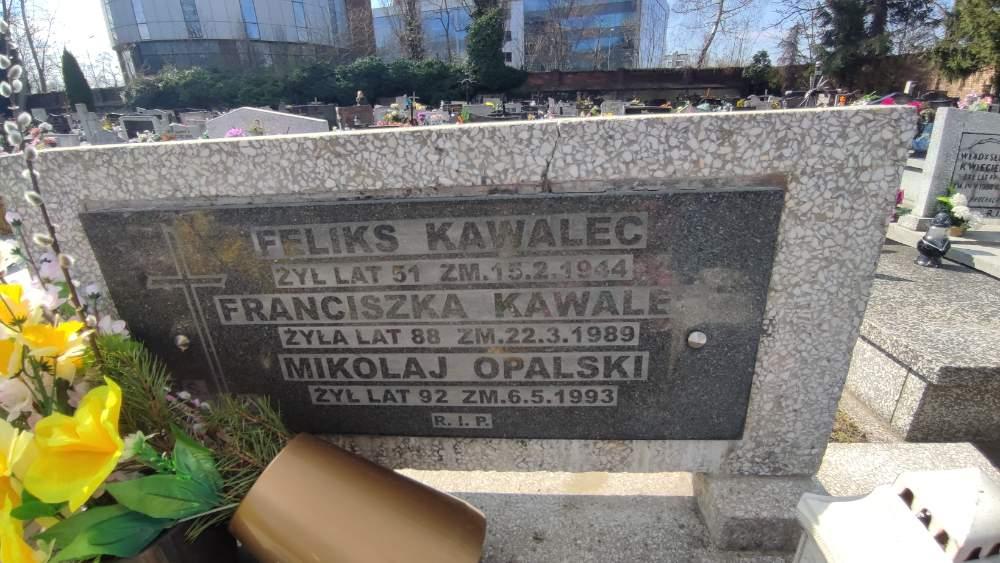 FELIKS KAWALEC
ŻYŁ LAT 51 ZM.15.2.1944
FRANCISZKA KAWALE
ŻYŁA LAT 88 ZM.22.3.1989
MIKOLAJ OPALSKI
ŻYŁ LAT 92 ZM.6.5.1993
R. I. P.